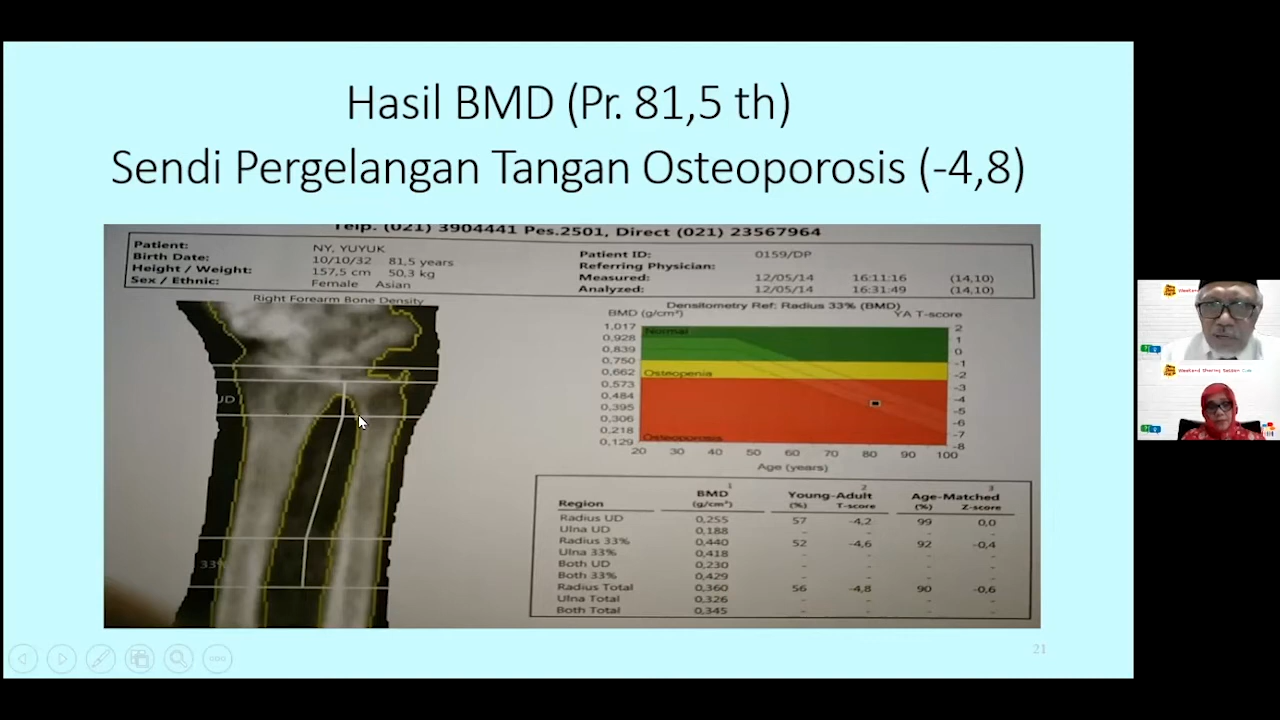 Hasil BMD (Pr. 81,5 th)
Sendi Pergelangan Tangan Osteoporosis (-4,8)
Telp. (021) 3904441 Pes.2501, Direct (021) 23567964
Patient: NY, YUYUK Patient ID: 0159/DP
Birth Date: 10/10/32 81,5 years Referring Physician:
Height / Weight: 157,5 cm 50,3 kg Measured: 12/05/14 16:11:16 (14,10)
Sex / Ethnic: Female Asian Analyzed: 12/05/14 16:31:49 (14,10)
Right Forearm Bone Density
UD
33%
Densitometry Ref: Radius 33% (BMD)
BMD (g/cm²) YA T-score
Normal
Osteopenia
Osteoporosis
1,017 2
0,928 1
0,839 0
0,750 -1
0,662 -2
0,573 -3
0,484 -4
0,395 -5
0,306 -6
0,218 -7
0,129 -8
20 30 40 50 60 70 80 90 100
Age (years)
1 2 3
BMD Young-Adult Age-Matched
Region (g/cm²) (%) T-score (%) Z-score
Radius UD 0,255 57 -4,2 99 0,0
Ulna UD 0,188 - - - -
Radius 33% 0,440 52 -4,6 92 -0,4
Ulna 33% 0,418 - - - -
Both UD 0,230 - - - -
Both 33% 0,429 - - - -
Radius Total 0,360 56 -4,8 90 -0,6
Ulna Total 0,326 - - - -
Both Total 0,345 - - - -
21
Weekend Sharing Session